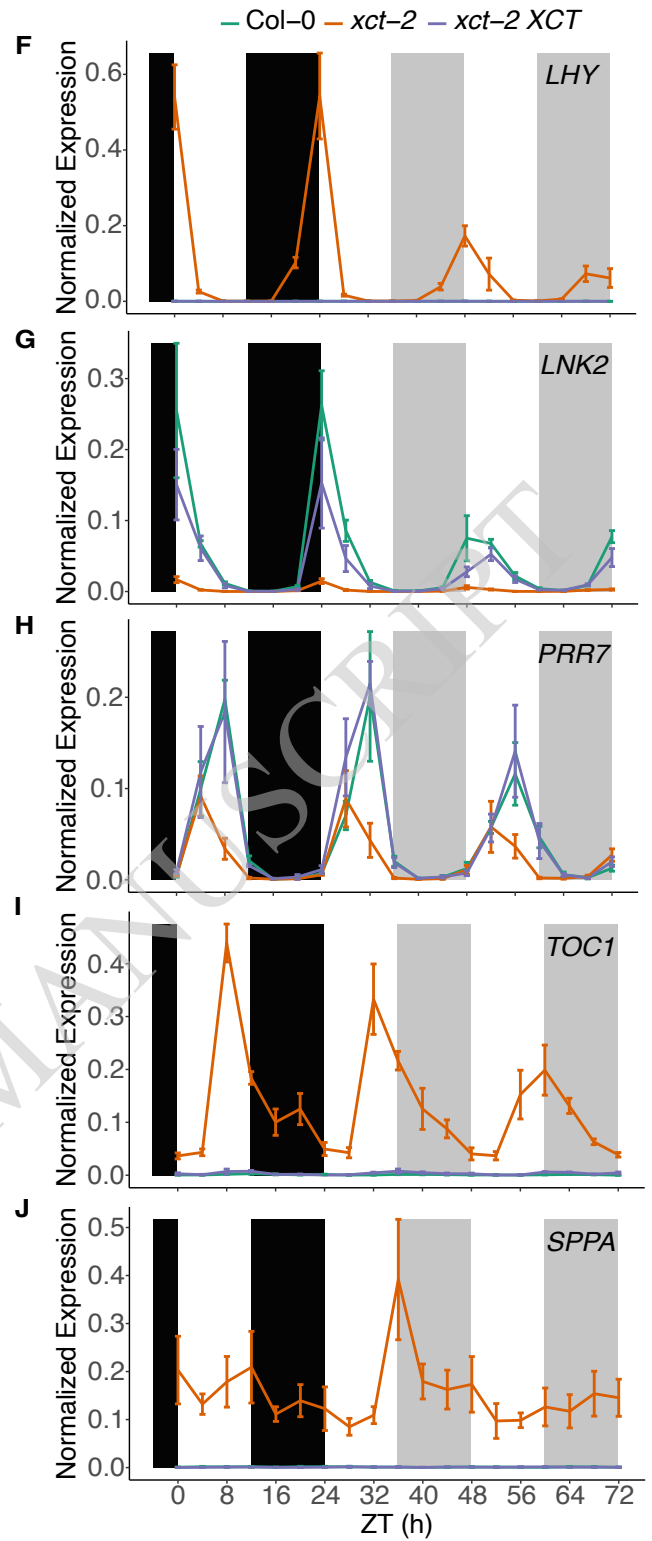 Col–0 xct–2 xct–2 XCT
F
LHY
Normalized Expression
0.6
0.4
0.2
0.0
G
LNK2
Normalized Expression
0.3
0.2
0.1
0.0
H
PRR7
Normalized Expression
0.2
0.1
0.0
I
TOC1
Normalized Expression
0.4
0.3
0.2
0.1
0.0
J
SPPA
Normalized Expression
0.5
0.4
0.3
0.2
0.1
0.0
0 8 16 24 32 40 48 56 64 72
ZT (h)
MANUSCRIPT